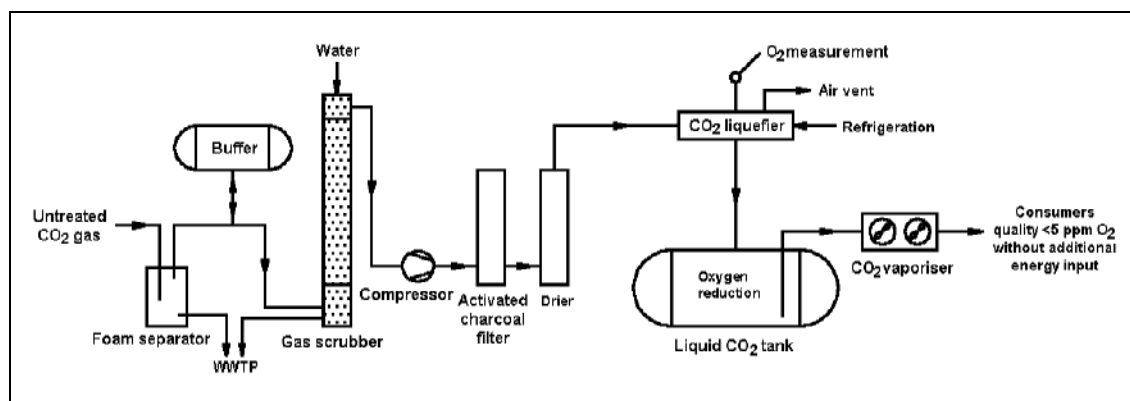 Water
O₂ measurement
Air vent
CO₂ liquefier
Refrigeration
Buffer
Untreated
CO₂ gas
Consumers
quality <5 ppm O₂
without additional
energy input
CO₂ vaporiser
Oxygen
reduction
Compressor
Activated
charcoal
filter
Drier
Foam separator
Gas scrubber
Liquid CO₂ tank
WWTP